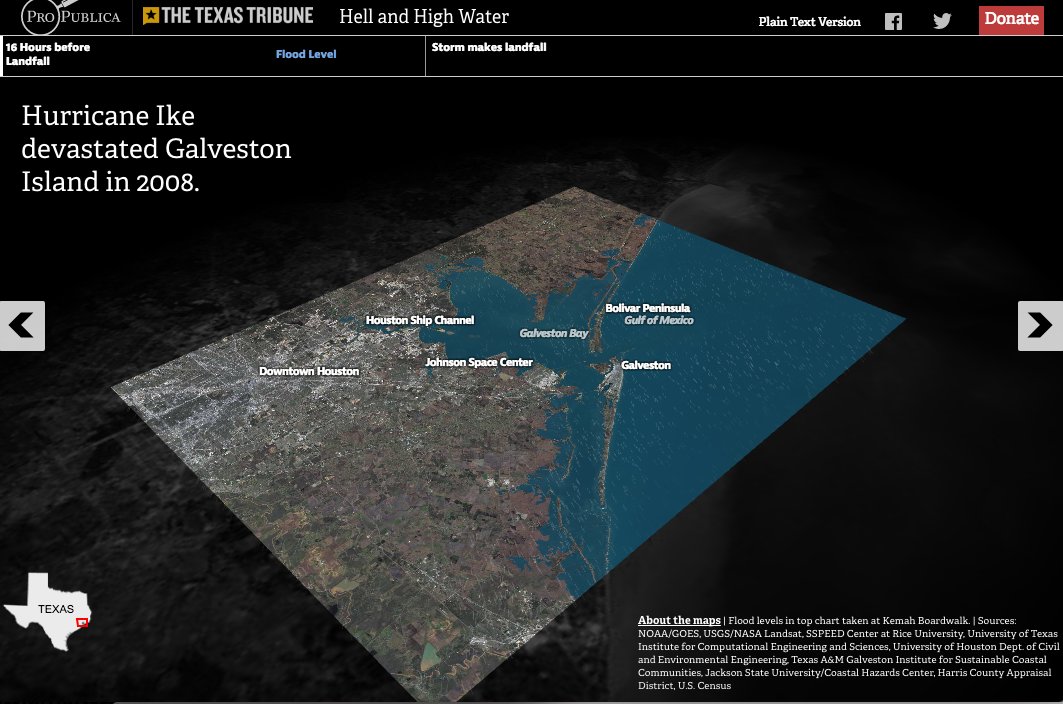 PROPUBLICA
THE TEXAS TRIBUNE
Hell and High Water
Plain Text Version
Donate
16 Hours before
Landfall
Flood Level
Storm makes landfall
Hurricane Ike
devastated Galveston
Island in 2008.
Bolivar Peninsula
Gulf of Mexico
Houston Ship Channel
Galveston Bay
Johnson Space Center
Galveston
Downtown Houston
TEXAS
About the maps | Flood levels in top chart taken at Kemah Boardwalk. | Sources:
NOAA/GOES, USGS/NASA Landsat, SSPEED Center at Rice University, University of Texas
Institute for Computational Engineering and Sciences, University of Houston Dept. of Civil
and Environmental Engineering, Texas A&M Galveston Institute for Sustainable Coastal
Communities, Jackson State University/Coastal Hazards Center, Harris County Appraisal
District, U.S. Census